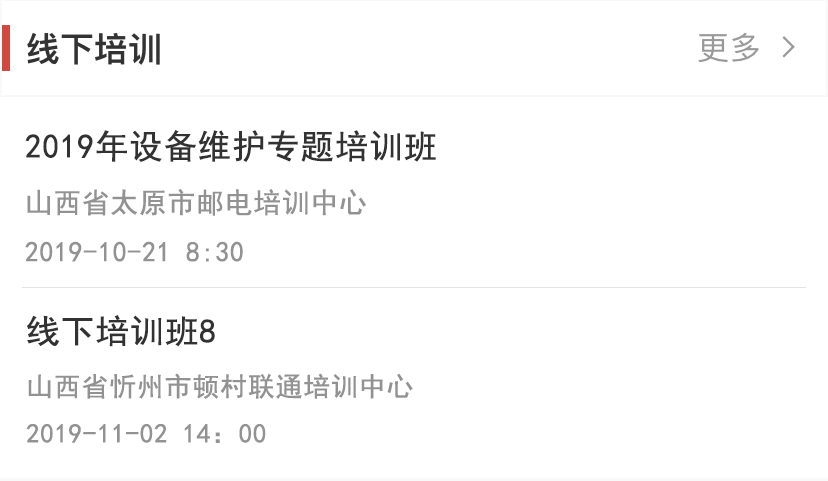 线下培训
更多
2019年设备维护专题培训班
山西省太原市邮电培训中心
2019-10-21 8:30
线下培训班8
山西省忻州市顿村联通培训中心
2019-11-02 14：00